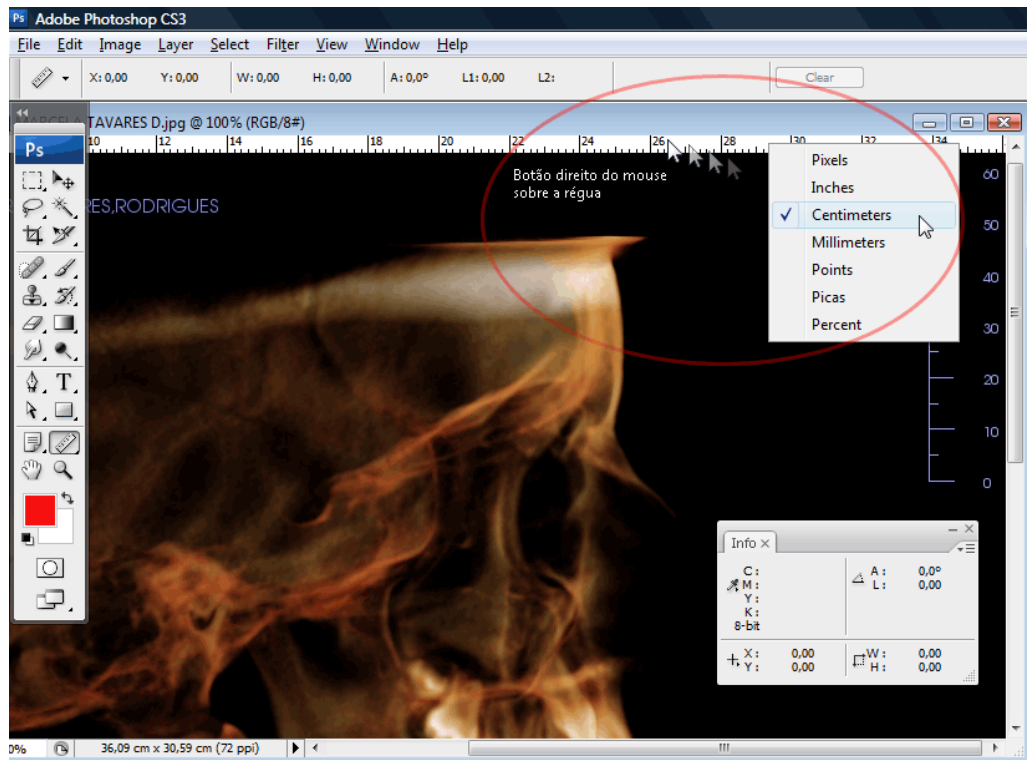 Ps Adobe Photoshop CS3
File Edit Image Layer Select Filter View Window Help
X: 0,00 Y: 0,00 W: 0,00 H: 0,00 A: 0,0° L1: 0,00 L2: Clear
TAVARES D.jpg @ 100% (RGB/8#)
Ps
10 12 14 16 18 20 22 24 26 28 30 32 34
Botão direito do mouse
sobre a régua
Pixels
Inches
Centimeters
Millimeters
Points
Picas
Percent
60
50
40
30
20
10
0
RES,RODRIGUES
T
Info ×
C:
M:
Y:
K:
8-bit
A: 0,0°
L: 0,00
X: 0,00
Y: 0,00
W: 0,00
H: 0,00
0% 36,09 cm x 30,59 cm (72 ppi)